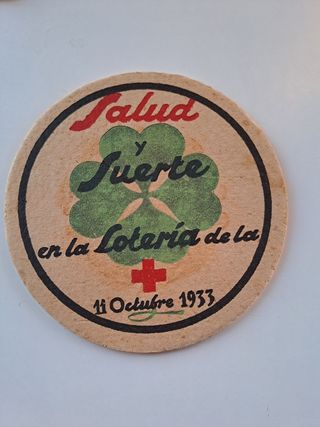 Salud
y
Suerte
en la Lotería de la
11 Octubre 1933